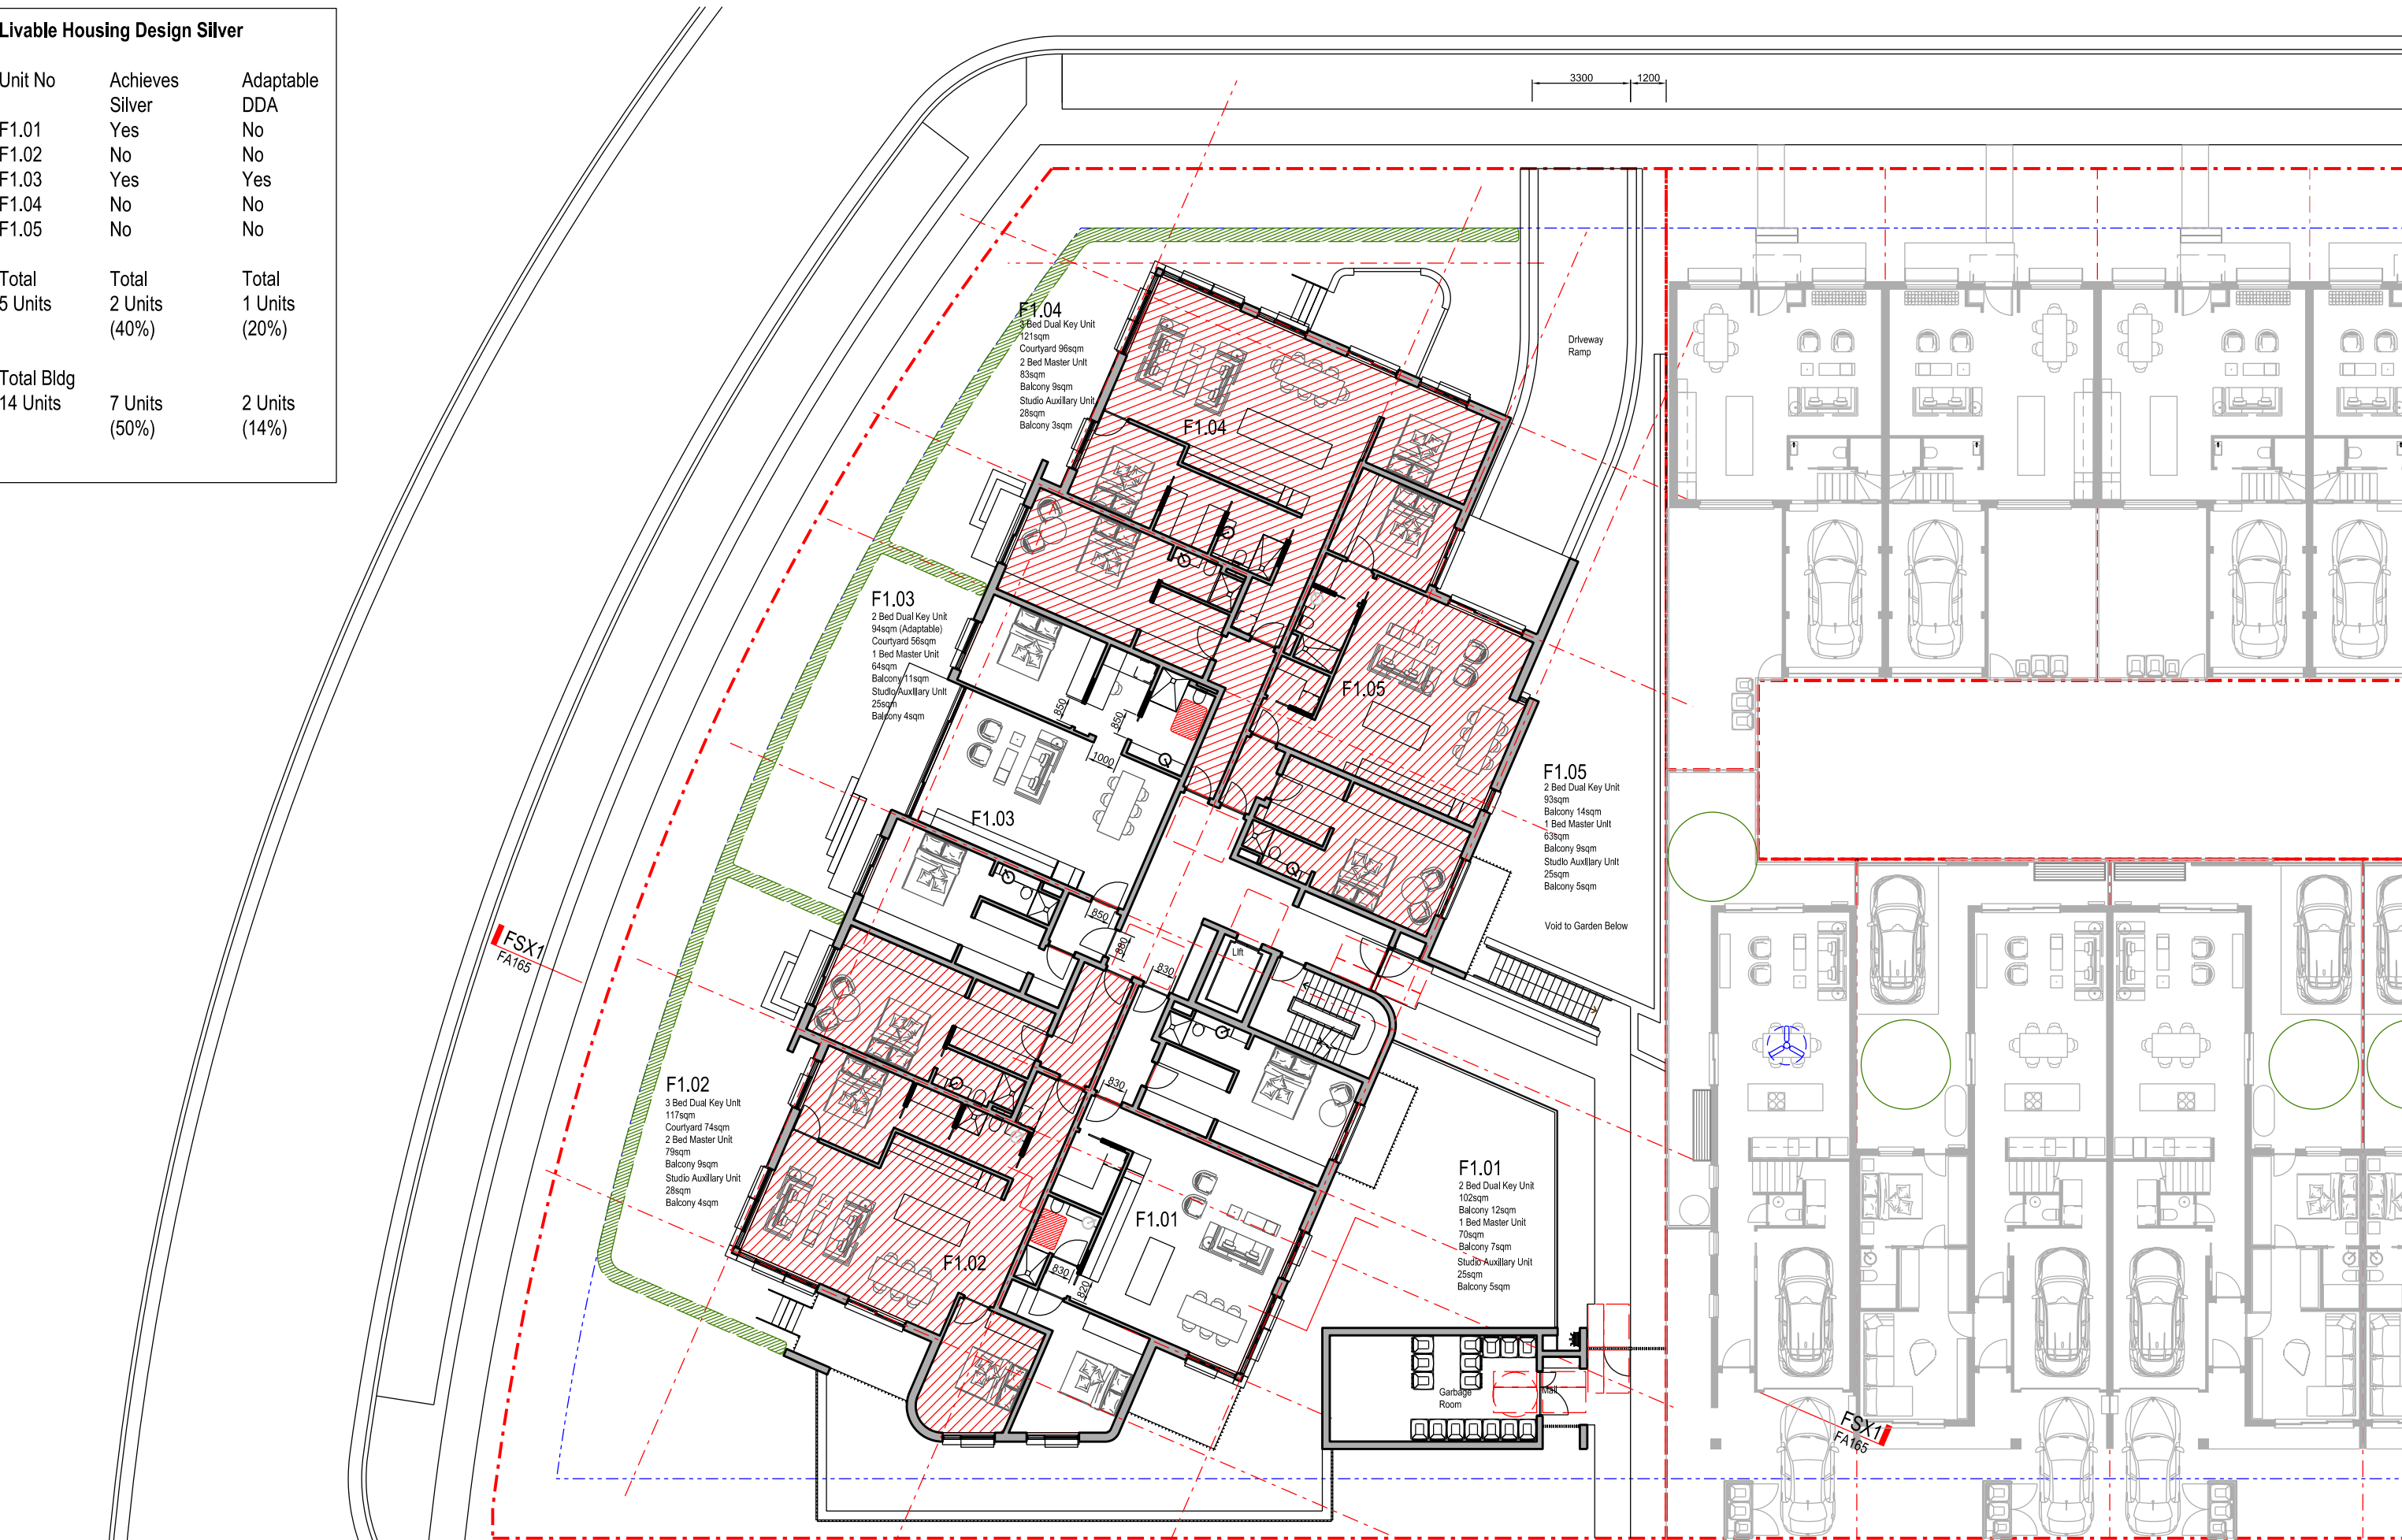 Livable Housing Design Silver
Unit No Achieves Adaptable
Silver DDA
F1.01 Yes No
F1.02 No No
F1.03 Yes Yes
F1.04 No No
F1.05 No No
Total Total Total
5 Units 2 Units 1 Units
(40%) (20%)
Total Bldg
14 Units 7 Units 2 Units
(50%) (14%)
3300 1200
F1.04
3 Bed Dual Key Unit
121sqm
Courtyard 96sqm
2 Bed Master Unit
83sqm
Balcony 9sqm
Studio Auxillary Unit
28sqm
Balcony 3sqm
Driveway
Ramp
F1.04
F1.03
2 Bed Dual Key Unit
94sqm (Adaptable)
Courtyard 56sqm
1 Bed Master Unit
64sqm
Balcony 11sqm
Studio Auxillary Unit
25sqm
Balcony 4sqm
850
850
1000
F1.05
F1.03
F1.05
2 Bed Dual Key Unit
93sqm
Balcony 14sqm
1 Bed Master Unit
63sqm
Balcony 9sqm
Studio Auxillary Unit
25sqm
Balcony 5sqm
Void to Garden Below
850
880
830
Lift
FSX1
FA165
F1.02
3 Bed Dual Key Unit
117sqm
Courtyard 74sqm
2 Bed Master Unit
79sqm
Balcony 9sqm
Studio Auxillary Unit
28sqm
Balcony 4sqm
830
F1.01
2 Bed Dual Key Unit
102sqm
Balcony 12sqm
1 Bed Master Unit
70sqm
Balcony 7sqm
Studio Auxillary Unit
25sqm
Balcony 5sqm
F1.01
F1.02
830
820
Garbage
Room
Mail
FSX1
FA165